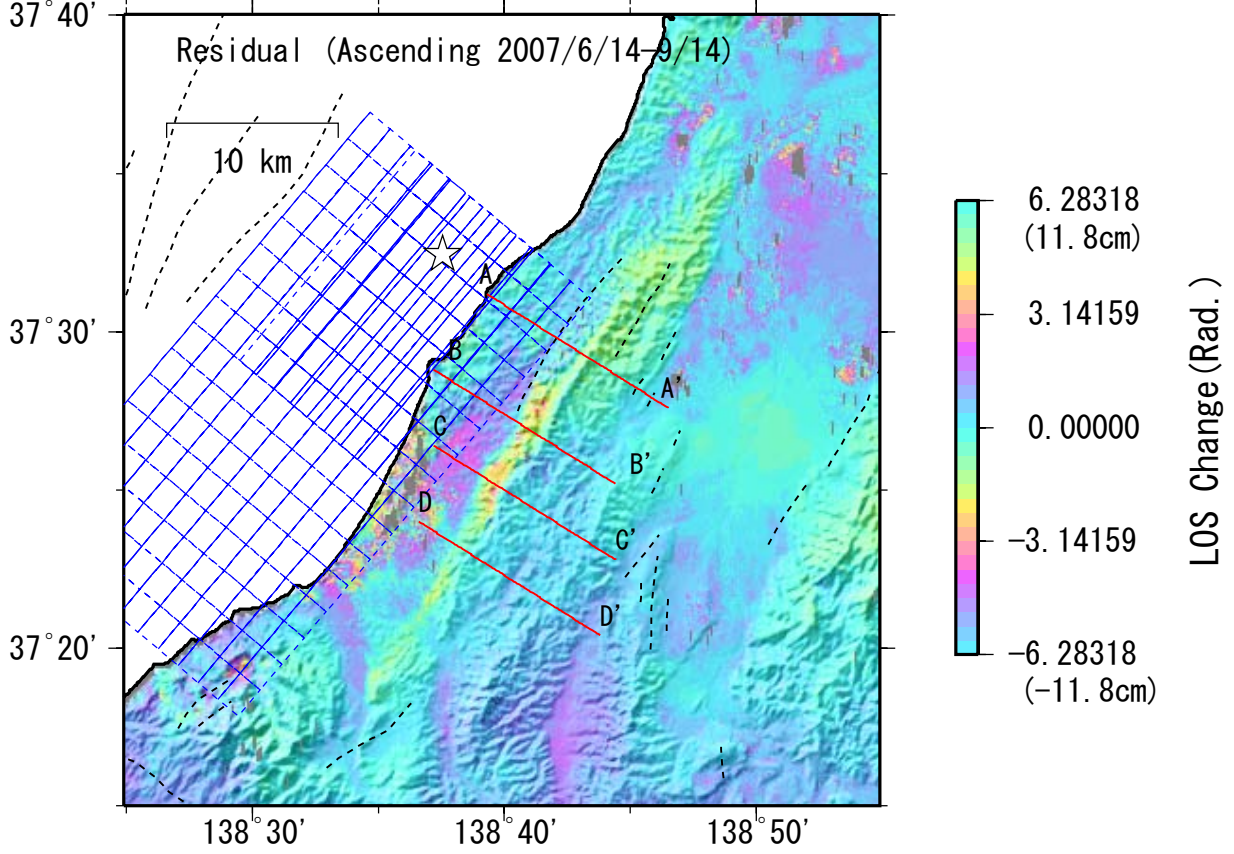 37°40'
Residual (Ascending 2007/6/14-9/14)
10 km
A
37°30'
B
A'
C
B'
D
C'
D'
37°20'
138°30'
138°40'
138°50'
6.28318
(11.8cm)
3.14159
0.00000
-3.14159
-6.28318
(-11.8cm)
LOS Change(Rad.)